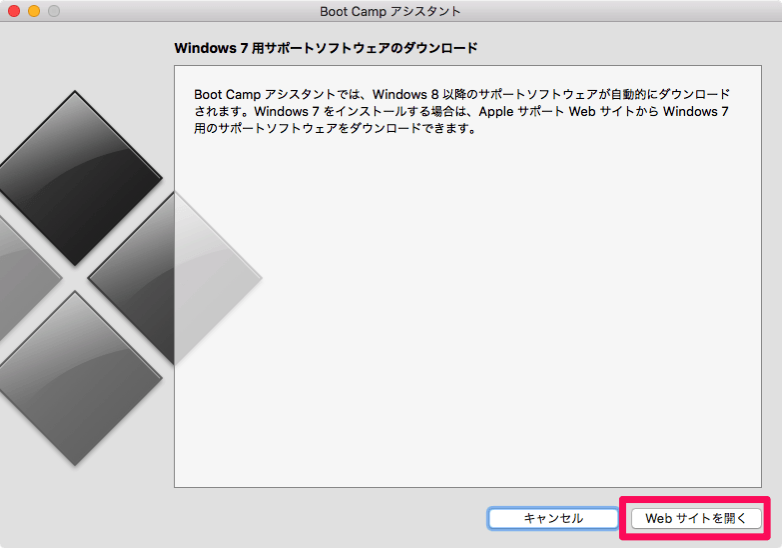 Boot Camp アシスタント
Windows 7 用サポートソフトウェアのダウンロード
Boot Camp アシスタントでは、Windows 8 以降のサポートソフトウェアが自動的にダウンロード
されます。Windows 7 をインストールする場合は、Apple サポート Web サイトから Windows 7
用のサポートソフトウェアをダウンロードできます。
キャンセル
Web サイトを開く